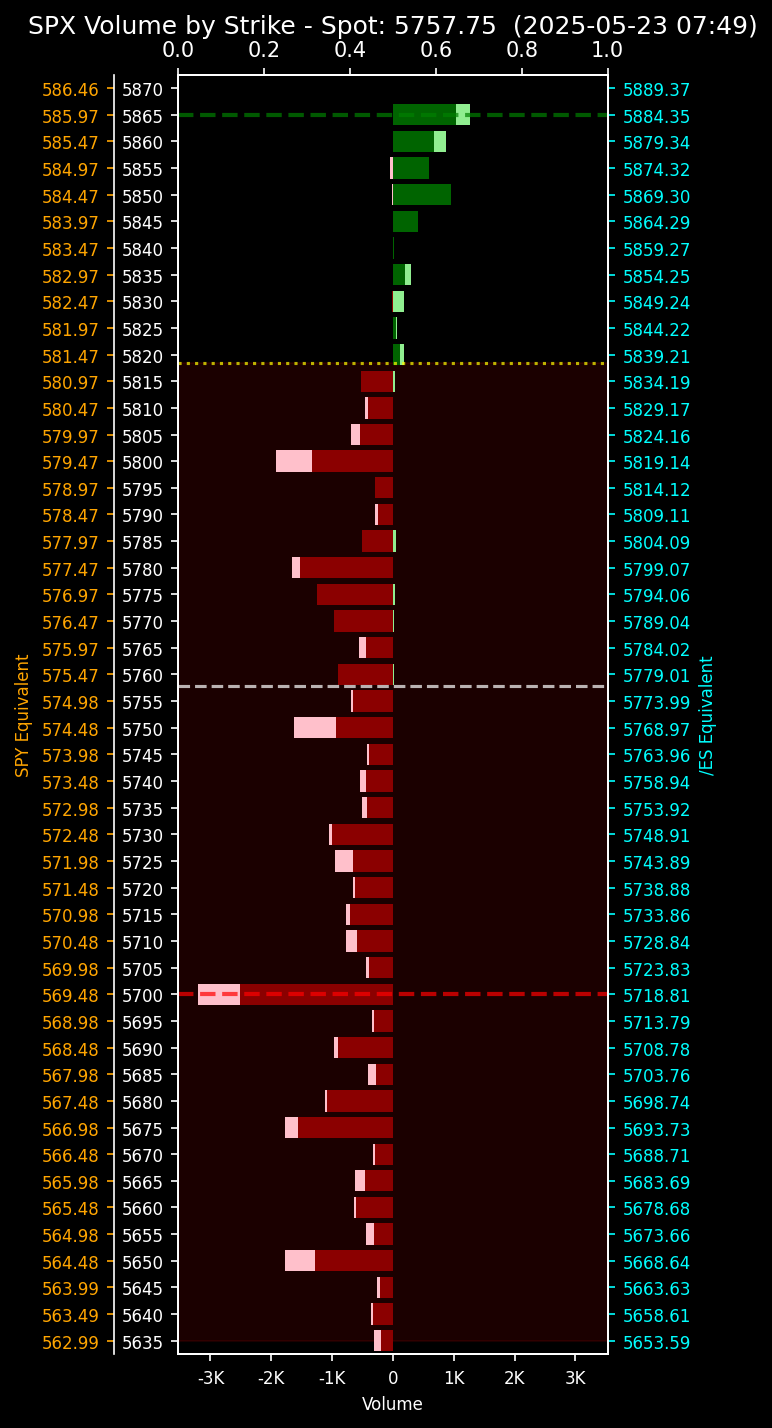 SPX Volume by Strike - Spot: 5757.75 (2025-05-23 07:49)
0.0 0.2 0.4 0.6 0.8 1.0
586.46 5870 5889.37
585.97 5865 5884.35
585.47 5860 5879.34
584.97 5855 5874.32
584.47 5850 5869.30
583.97 5845 5864.29
583.47 5840 5859.27
582.97 5835 5854.25
582.47 5830 5849.24
581.97 5825 5844.22
581.47 5820 5839.21
580.97 5815 5834.19
580.47 5810 5829.17
579.97 5805 5824.16
579.47 5800 5819.14
578.97 5795 5814.12
578.47 5790 5809.11
577.97 5785 5804.09
577.47 5780 5799.07
576.97 5775 5794.06
576.47 5770 5789.04
575.97 5765 5784.02
575.47 5760 5779.01
574.98 5755 5773.99
574.48 5750 5768.97
573.98 5745 5763.96
573.48 5740 5758.94
572.98 5735 5753.92
572.48 5730 5748.91
571.98 5725 5743.89
571.48 5720 5738.88
570.98 5715 5733.86
570.48 5710 5728.84
569.98 5705 5723.83
569.48 5700 5718.81
568.98 5695 5713.79
568.48 5690 5708.78
567.98 5685 5703.76
567.48 5680 5698.74
566.98 5675 5693.73
566.48 5670 5688.71
565.98 5665 5683.69
565.48 5660 5678.68
564.98 5655 5673.66
564.48 5650 5668.64
563.99 5645 5663.63
563.49 5640 5658.61
562.99 5635 5653.59
SPY Equivalent
/ES Equivalent
-3K -2K -1K 0 1K 2K 3K
Volume